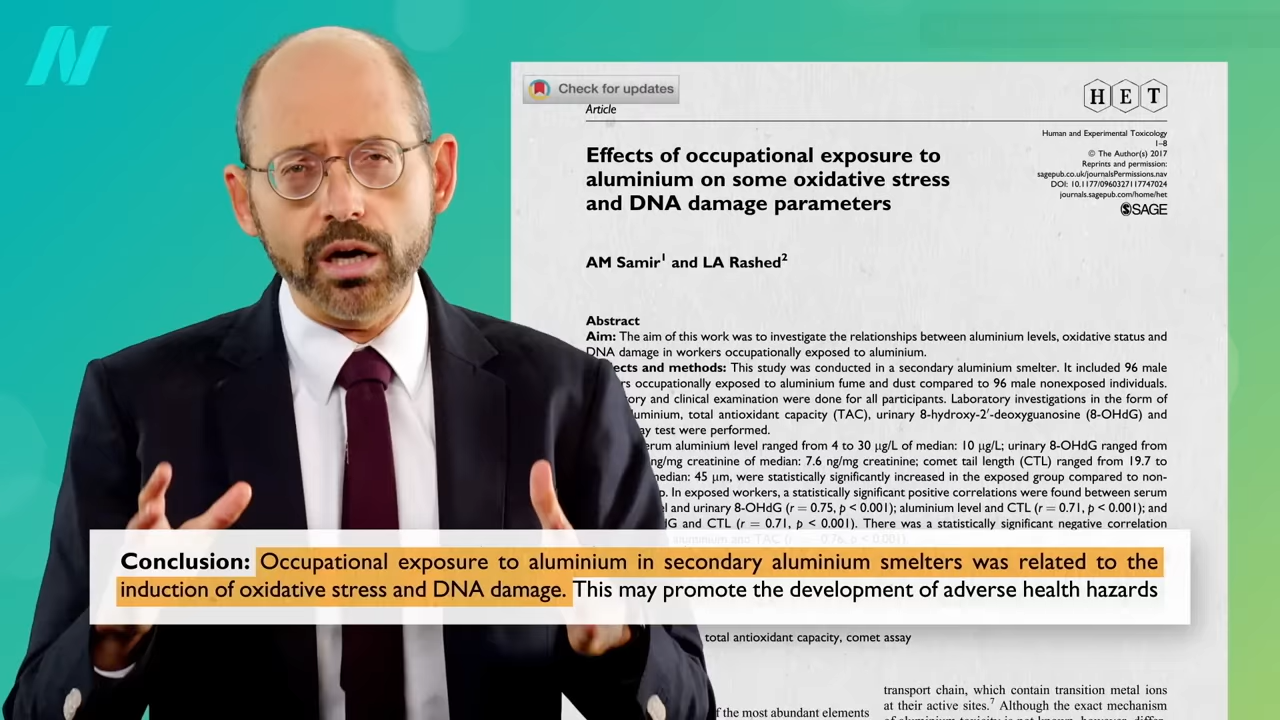 N
Check for updates
Article
HET
Human and Experimental Toxicology
1–8
© The Author(s) 2017
Reprints and permission:
sagepub.co.uk/journalsPermissions.nav
DOI: 10.1177/0960327117747024
journals.sagepub.com/home/het
SAGE
Effects of occupational exposure to
aluminium on some oxidative stress
and DNA damage parameters
AM Samir1 and LA Rashed2
Abstract
Aim: The aim of this work was to investigate the relationships between aluminium levels, oxidative status and
DNA damage in workers occupationally exposed to aluminium.
and methods: This study was conducted in a secondary aluminium smelter. It included 96 male
occupationally exposed to aluminium fume and dust compared to 96 male nonexposed individuals.
and clinical examination were done for all participants. Laboratory investigations in the form of
total antioxidant capacity (TAC), urinary 8-hydroxy-2′-deoxyguanosine (8-OHdG) and
test were performed.
aluminium level ranged from 4 to 30 μg/L of median: 10 μg/L; urinary 8-OHdG ranged from
ng/mg creatinine of median: 7.6 ng/mg creatinine; comet tail length (CTL) ranged from 19.7 to
45 μm, were statistically significantly increased in the exposed group compared to non-
In exposed workers, a statistically significant positive correlations were found between serum
and urinary 8-OHdG (r = 0.75, p < 0.001); aluminium level and CTL (r = 0.71, p < 0.001); and
and CTL (r = 0.71, p < 0.001). There was a statistically significant negative correlation
Conclusion: Occupational exposure to aluminium in secondary aluminium smelters was related to the
induction of oxidative stress and DNA damage. This may promote the development of adverse health hazards
total antioxidant capacity, comet assay
of the most abundant elements
transport chain, which contain transition metal ions
at their active sites.7 Although the exact mechanism